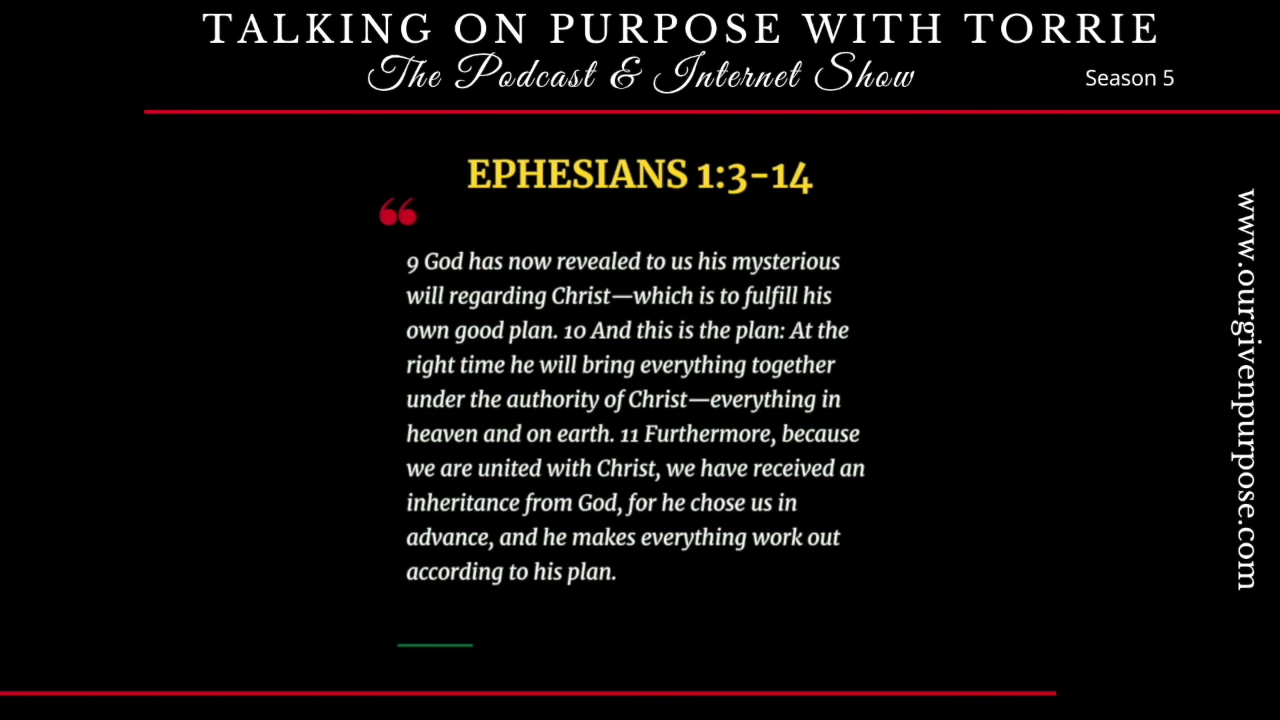 TALKING ON PURPOSE WITH TORRIE
The Podcast & Internet Show
Season 5
EPHESIANS 1:3-14
“
9 God has now revealed to us his mysterious
will regarding Christ—which is to fulfill his
own good plan. 10 And this is the plan: At the
right time he will bring everything together
under the authority of Christ—everything in
heaven and on earth. 11 Furthermore, because
we are united with Christ, we have received an
inheritance from God, for he chose us in
advance, and he makes everything work out
according to his plan.
www.ourgivenpurpose.com